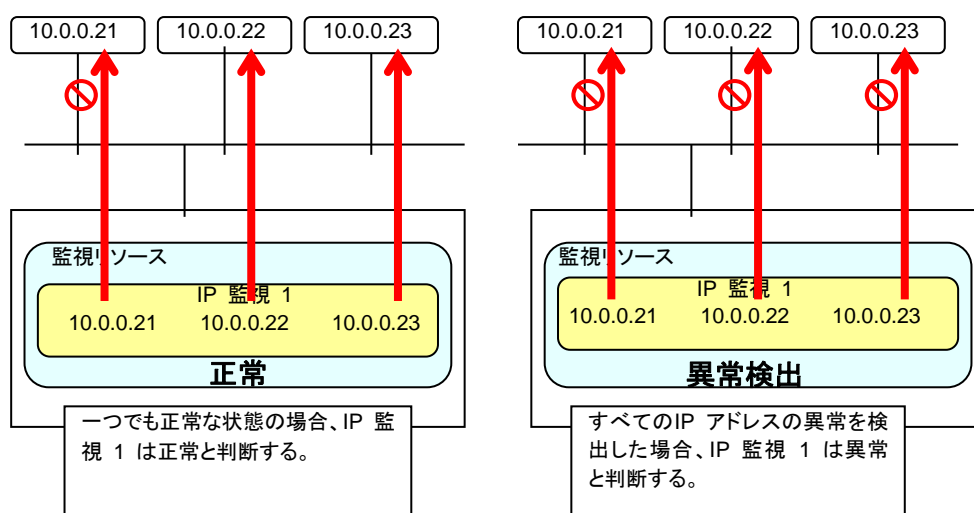 10.0.0.21 10.0.0.22 10.0.0.23
監視リソース
IP 監視 1
10.0.0.21 10.0.0.22 10.0.0.23
正常
一つでも正常な状態の場合、IP 監
視 1 は正常と判断する。
10.0.0.21 10.0.0.22 10.0.0.23
監視リソース
IP 監視 1
10.0.0.21 10.0.0.22 10.0.0.23
異常検出
すべてのIP アドレスの異常を検
出した場合、IP 監視 1 は異常
と判断する。